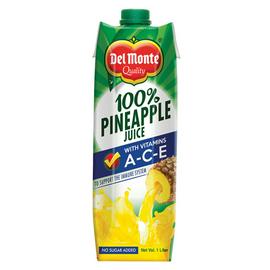 Del Monte
Quality
100%
PINEAPPLE
JUICE
WITH VITAMINS
A-C-E
TO SUPPORT THE IMMUNE SYSTEM
NO SUGAR ADDED
Net Vol. 1 Liter